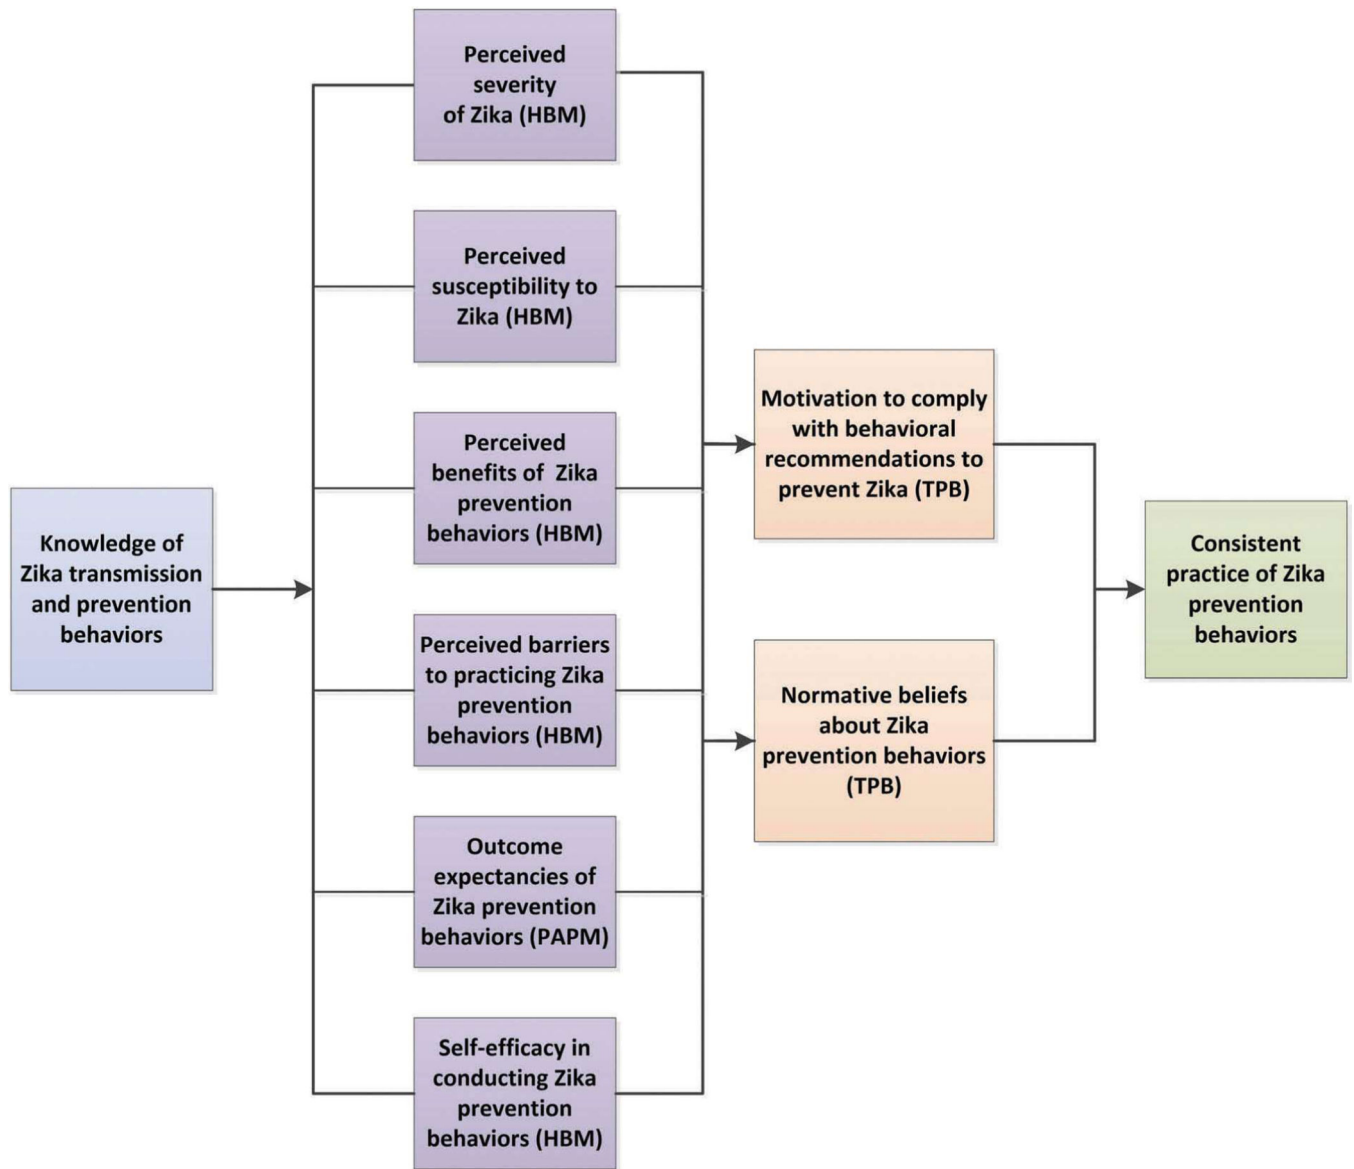 Perceived
severity
of Zika (HBM)
Perceived
susceptibility to
Zika (HBM)
Perceived
benefits of Zika
prevention
behaviors (HBM)
Perceived barriers
to practicing Zika
prevention
behaviors (HBM)
Outcome
expectancies of
Zika prevention
behaviors (PAPM)
Self-efficacy in
conducting Zika
prevention
behaviors (HBM)
Knowledge of
Zika transmission
and prevention
behaviors
Motivation to comply
with behavioral
recommendations to
prevent Zika (TPB)
Normative beliefs
about Zika
prevention behaviors
(TPB)
Consistent
practice of Zika
prevention
behaviors